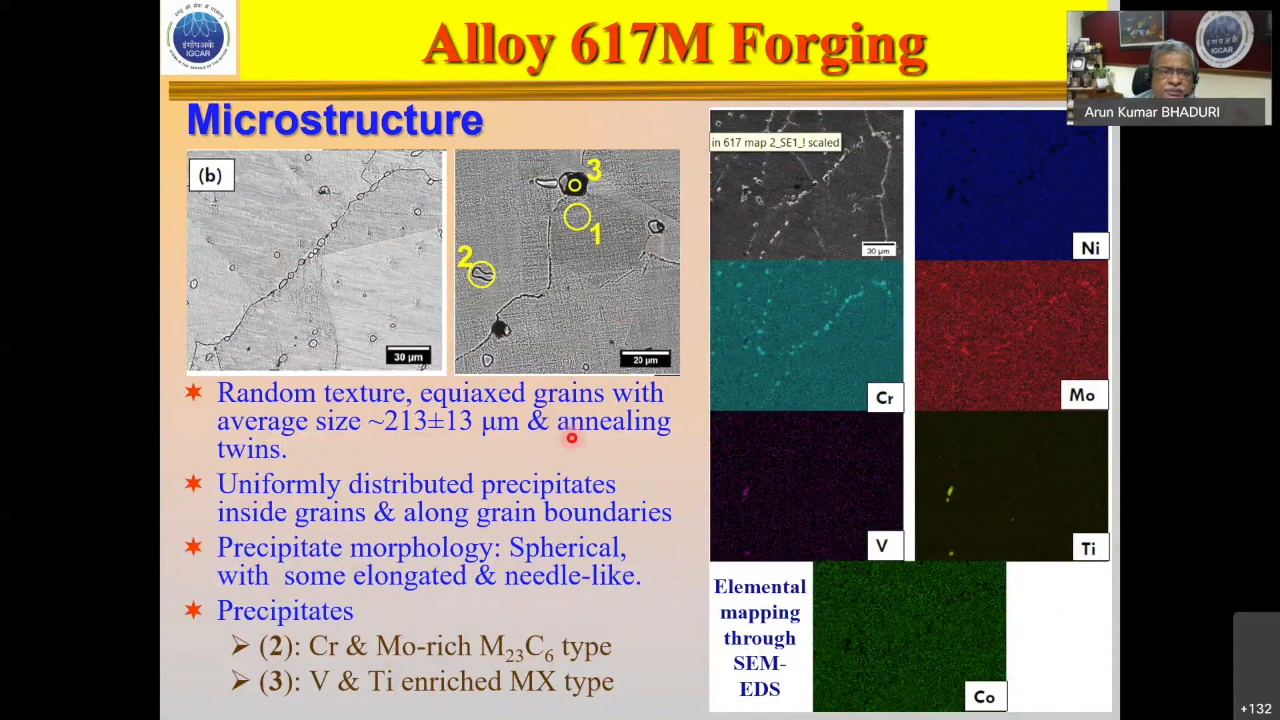 Alloy 617M Forging
इंगांपअकें
IGCAR
Arun Kumar BHADURI
Microstructure
(b)
30 µm
3
1
2
20 µm
in 617 map 2_SE1_! scaled
30 µm
Ni
Cr
Mo
V
Ti
Co
Random texture, equiaxed grains with
average size ~213±13 µm & annealing
twins.
Uniformly distributed precipitates
inside grains & along grain boundaries
Precipitate morphology: Spherical,
with some elongated & needle-like.
Precipitates
(2): Cr & Mo-rich M₂₃C₆ type
(3): V & Ti enriched MX type
Elemental
mapping
through
SEM-
EDS
+132